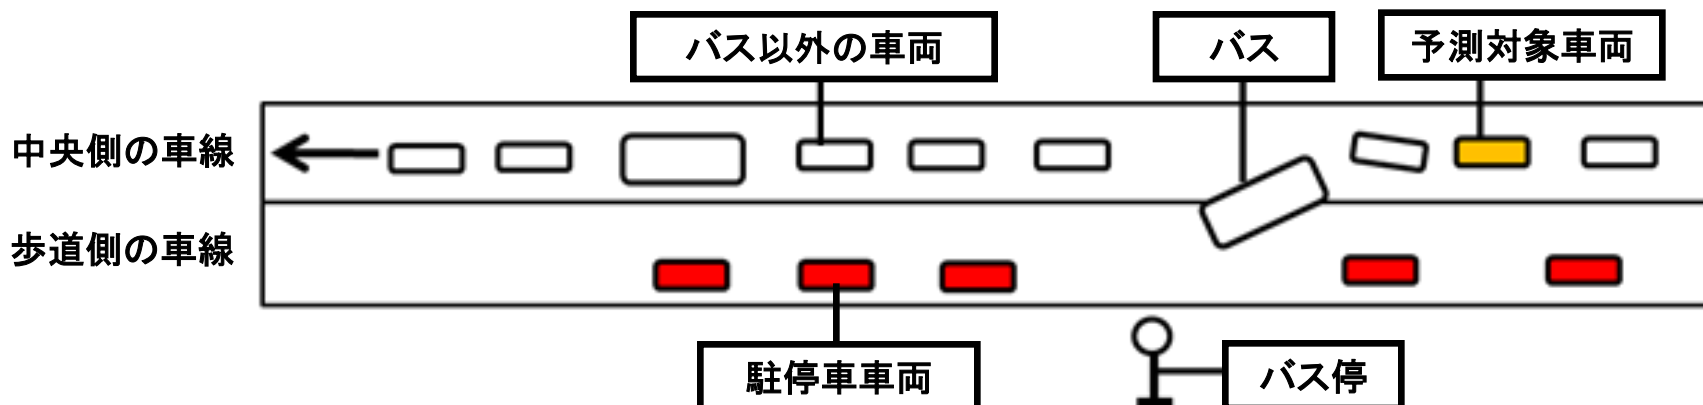 バス以外の車両
バス
予測対象車両
中央側の車線
歩道側の車線
駐停車車両
バス停